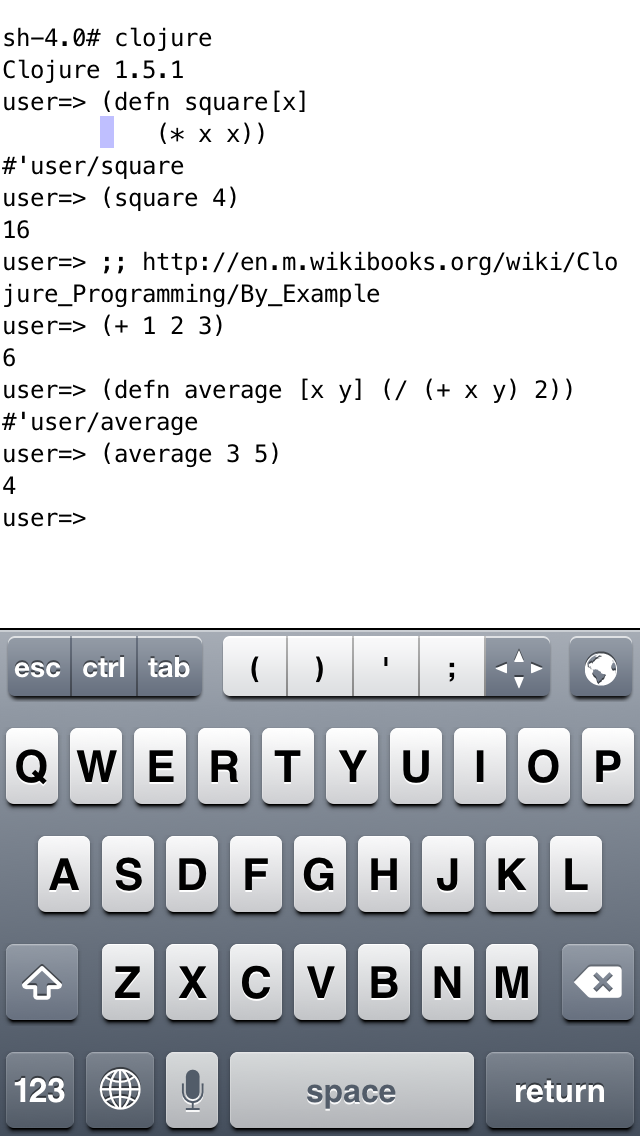 sh-4.0# clojure
Clojure 1.5.1
user=> (defn square[x]
(* x x))
#'user/square
user=> (square 4)
16
user=> ;; http://en.m.wikibooks.org/wiki/Clo
jure_Programming/By_Example
user=> (+ 1 2 3)
6
user=> (defn average [x y] (/ (+ x y) 2))
#'user/average
user=> (average 3 5)
4
user=>
esc ctrl tab ( ) ' ;
Q W E R T Y U I O P
A S D F G H J K L
Z X C V B N M
123 space return